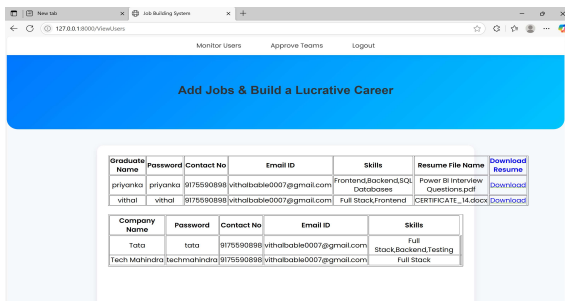 New tab
Job Building System
127.0.0.1:8000/ViewUsers
Monitor Users Approve Teams Logout
Add Jobs & Build a Lucrative Career
Graduate Name Password Contact No Email ID Skills Resume File Name Download Resume
priyanka priyanka 9175590898 vithalbable0007@gmail.com Frontend,Backend,SQL Databases Power BI Interview Questions.pdf Download
vithal vithal 9175590898 vithalbable0007@gmail.com Full Stack,Frontend CERTIFICATE_14.docx Download
Company Name Password Contact No Email ID Skills
Tata tata 9175590898 vithalbable0007@gmail.com Full Stack,Backend,Testing
Tech Mahindra techmahindra 9175590898 vithalbable0007@gmail.com Full Stack